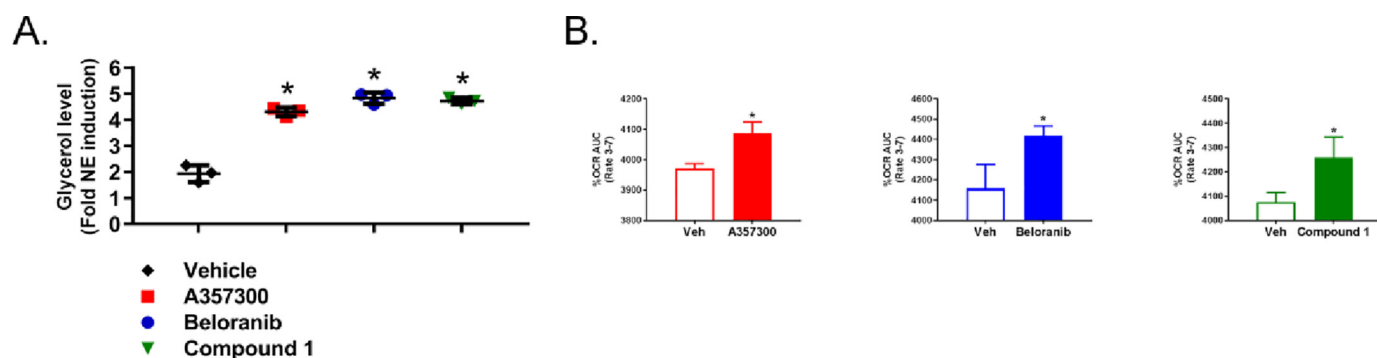 A.
B.
Glycerol level
(Fold NE induction)
6
5
4
3
2
1
0
*
*
*
Vehicle
A357300
Beloranib
Compound 1
%OCR AUC
(Rate 3-7)
4200
4100
4000
3900
3800
*
Veh
A357300
%OCR AUC
(Rate 3-7)
4600
4500
4400
4300
4200
4100
4000
*
Veh
Beloranib
%OCR AUC
(Rate 3-7)
4500
4400
4300
4200
4100
4000
*
Veh
Compound 1